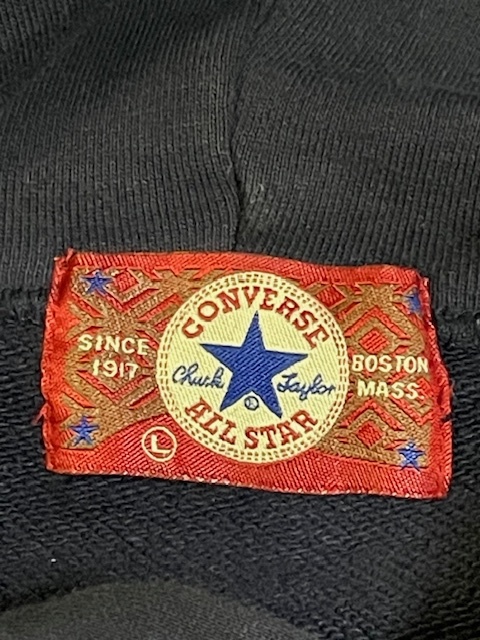 CONVERSE
SINCE
1917
Chuck Taylor
BOSTON
MASS.
ALL STAR
L